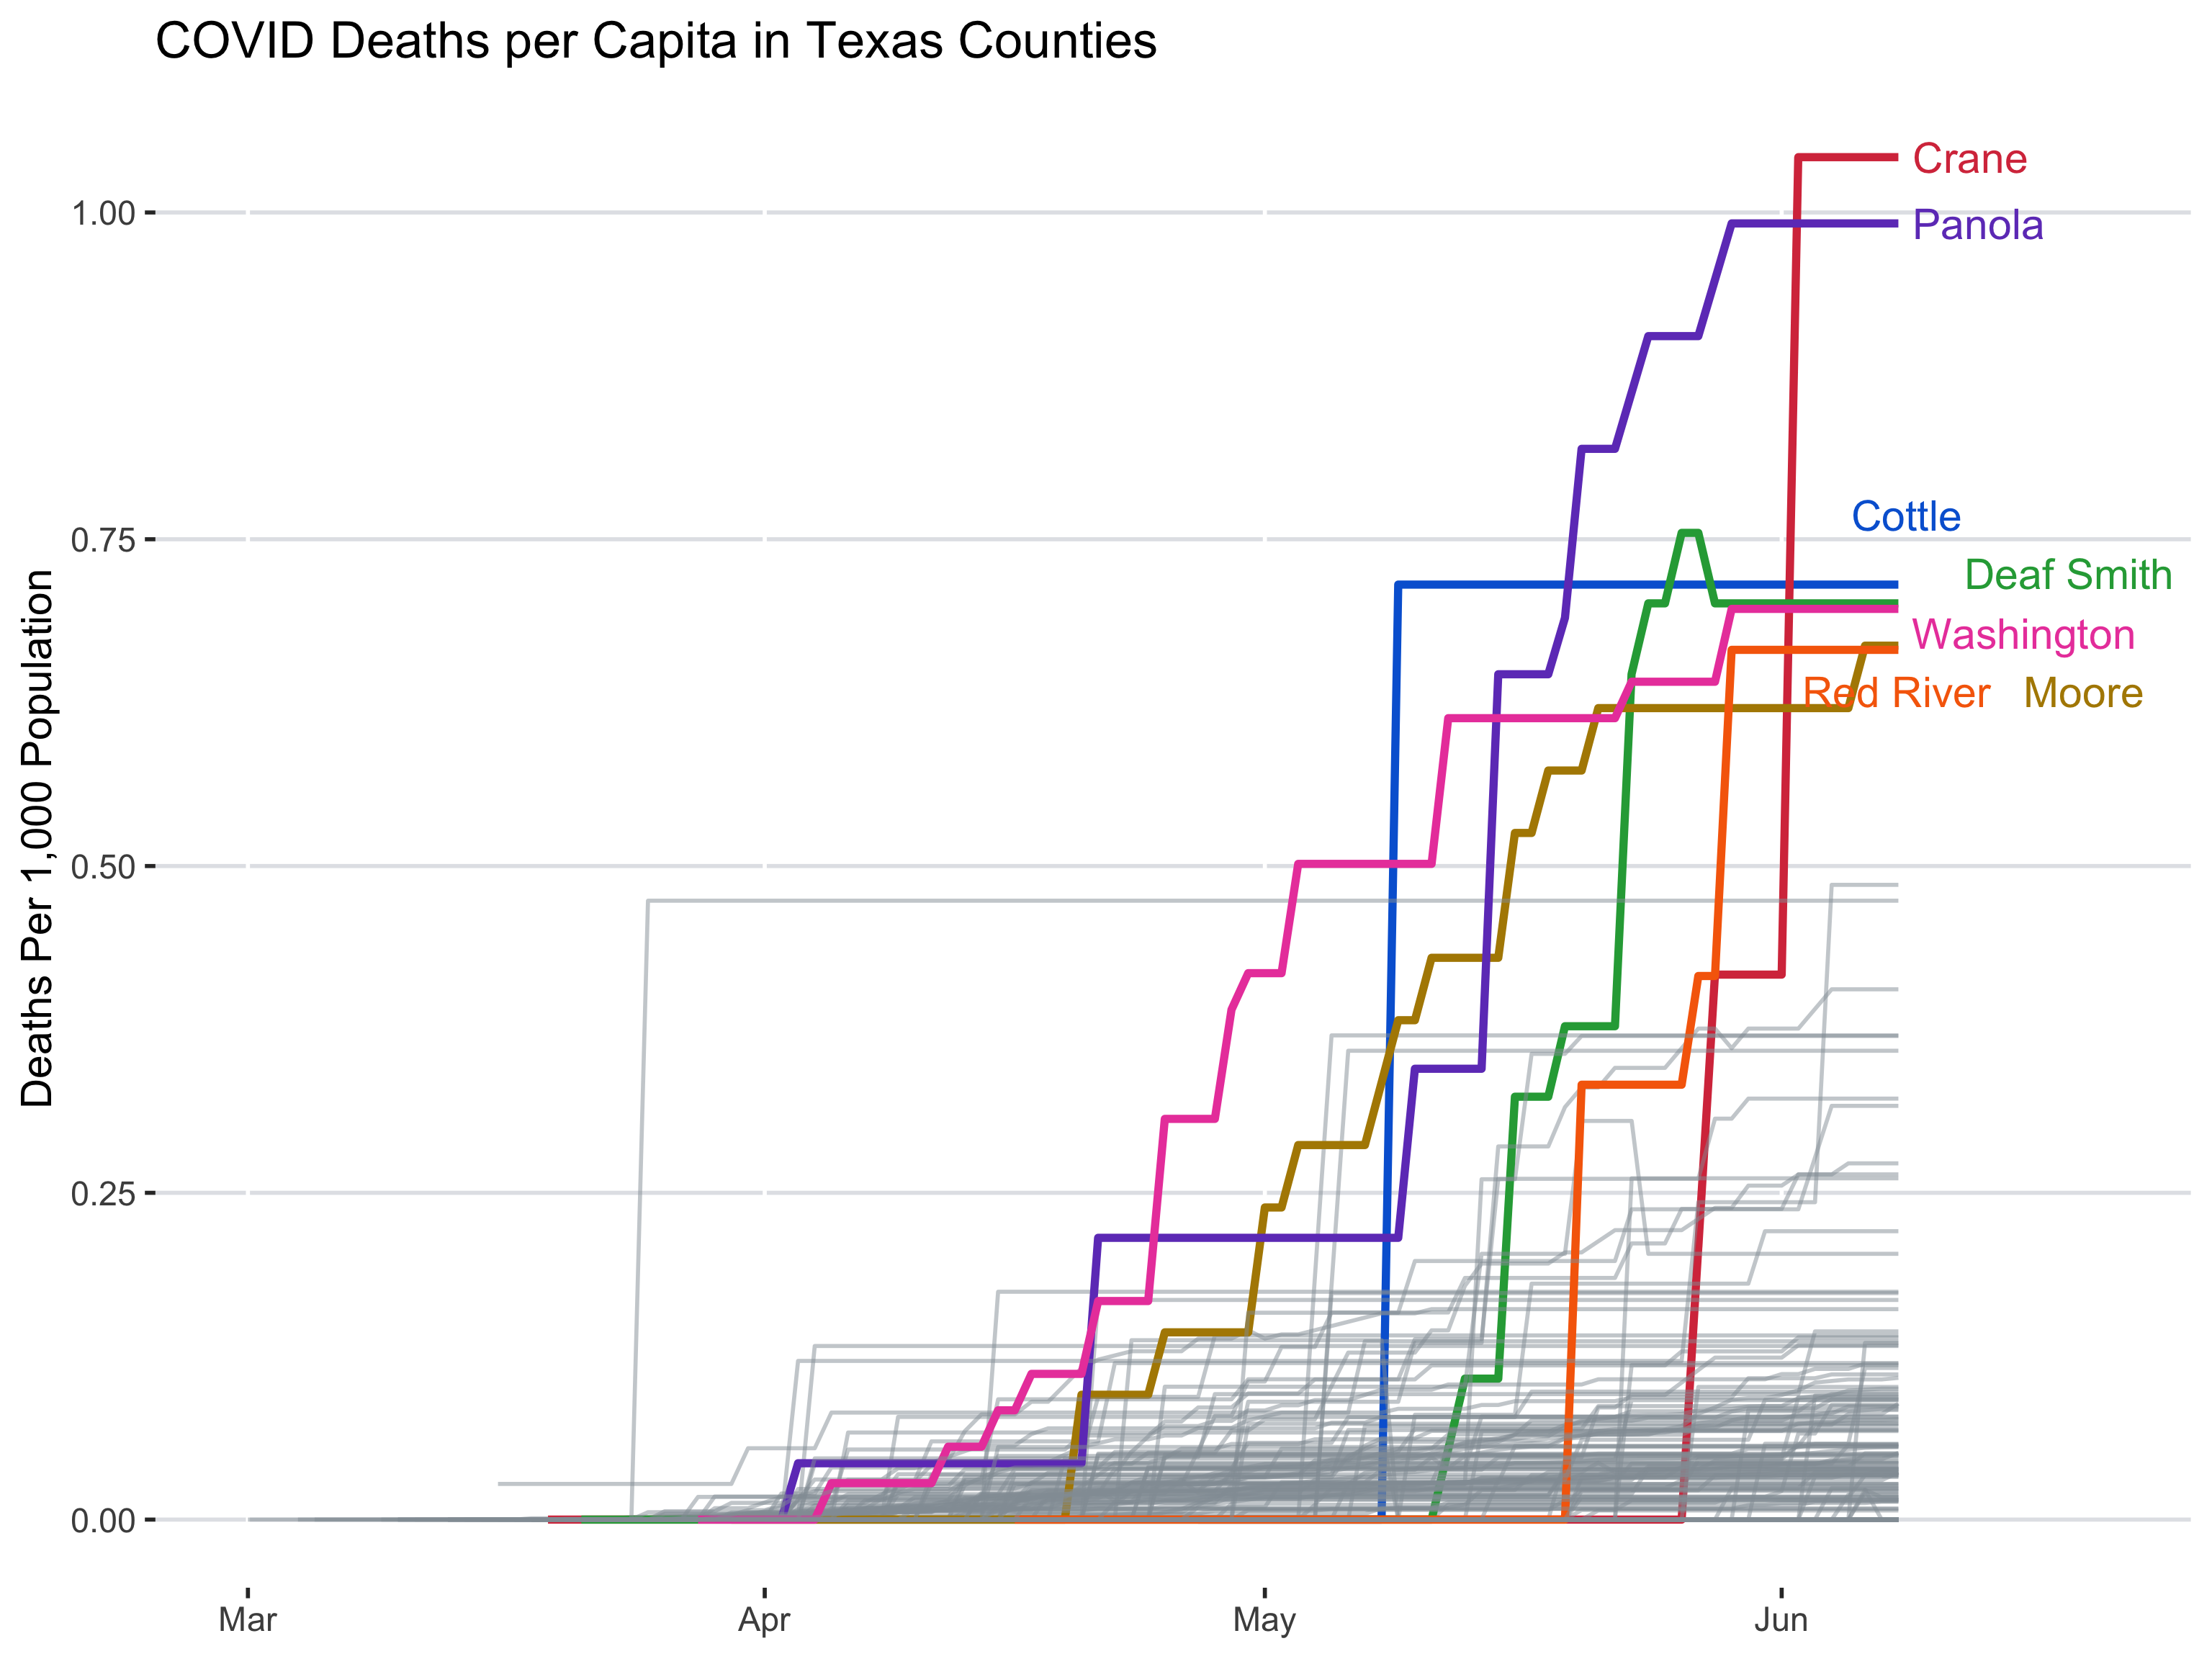 COVID Deaths per Capita in Texas Counties
Crane
1.00
Panola
Cottle
0.75
Deaf Smith
Washington
Red River
Moore
Deaths Per 1,000 Population
0.50
0.25
0.00
Mar
Apr
May
Jun